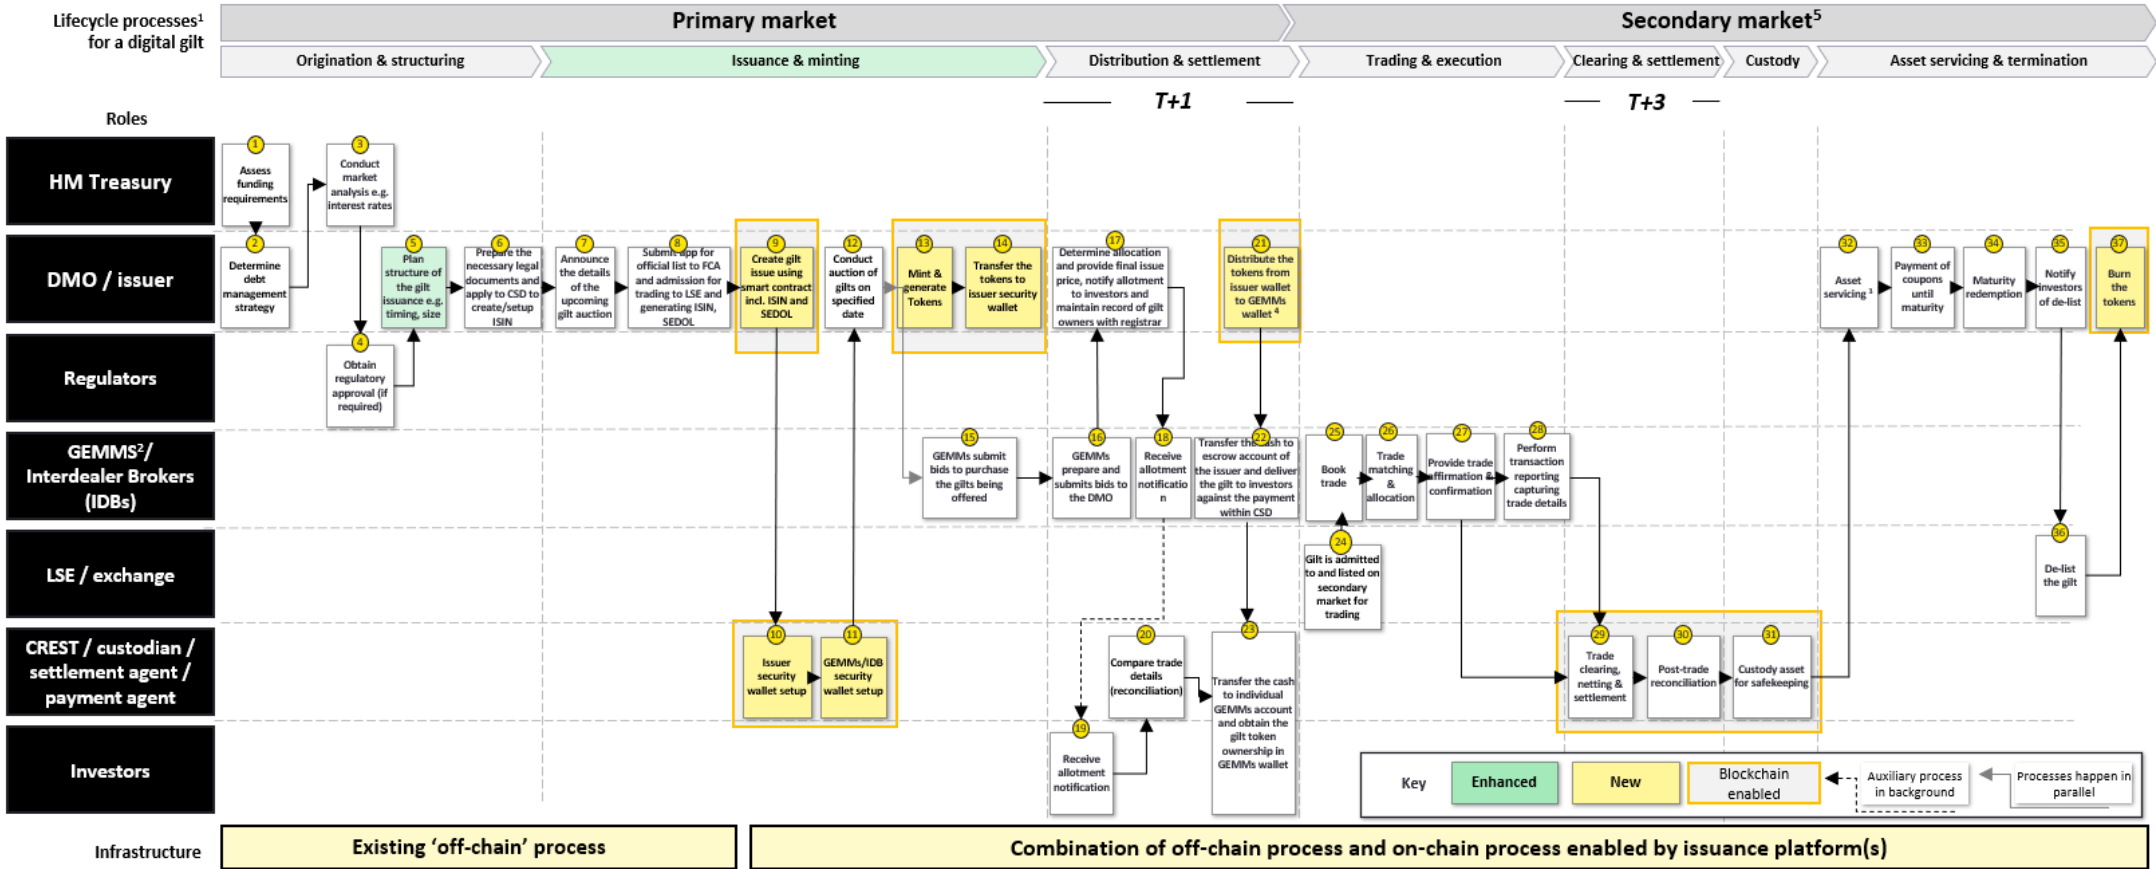 Lifecycle processes¹
for a digital gilt
Primary market
Secondary market⁵
Origination & structuring
Issuance & minting
Distribution & settlement
Trading & execution
Clearing & settlement
Custody
Asset servicing & termination
T+1
T+3
Roles
HM Treasury
1
Assess
funding
requirements
3
Conduct
market
analysis e.g.
interest rates
DMO / issuer
2
Determine
debt
management
strategy
5
Plan
structure of
the gilt
issuance e.g.
timing, size
6
Prepare the
necessary legal
documents and
apply to CSD to
create/setup
ISIN
7
Announce
the details
of the
upcoming
gilt auction
8
Submit app for
official list to FCA
and admission for
trading to LSE and
generating ISIN,
SEDOL
9
Create gilt
issue using
smart contract
incl. ISIN and
SEDOL
12
Conduct
auction of
gilts on
specified
date
13
Mint &
generate
Tokens
14
Transfer the
tokens to
issuer security
wallet
17
Determine allocation
and provide final issue
price, notify allotment
to investors and
maintain record of gilt
owners with registrar
21
Distribute the
tokens from
issuer wallet
to GEMMs
wallet ⁴
32
Asset
servicing ³
33
Payment of
coupons
until
maturity
34
Maturity
redemption
35
Notify
investors
of de-list
37
Burn
the
tokens
Regulators
4
Obtain
regulatory
approval (if
required)
GEMMS²/
Interdealer Brokers
(IDBs)
15
GEMMs submit
bids to purchase
the gilts being
offered
16
GEMMs
prepare and
submits bids to
the DMO
18
Receive
allotment
notificatio
n
22
Transfer the cash to
escrow account of
the issuer and deliver
the gilt to investors
against the payment
within CSD
25
Book
trade
26
Trade
matching
&
allocation
27
Provide trade
affirmation &
confirmation
28
Perform
transaction
reporting
capturing
trade details
LSE / exchange
24
Gilt is admitted
to and listed on
secondary
market for
trading
36
De-list
the gilt
CREST / custodian /
settlement agent /
payment agent
10
Issuer
security
wallet setup
11
GEMMs/IDB
security
wallet setup
20
Compare trade
details
(reconciliation)
23
Transfer the cash
to individual
GEMMs account
and obtain the
gilt token
ownership in
GEMMs wallet
29
Trade
clearing,
netting &
settlement
30
Post-trade
reconciliation
31
Custody asset
for safekeeping
Investors
19
Receive
allotment
notification
Key
Enhanced
New
Blockchain
enabled
Auxiliary process
in background
Processes happen in
parallel
Infrastructure
Existing ‘off-chain’ process
Combination of off-chain process and on-chain process enabled by issuance platform(s)